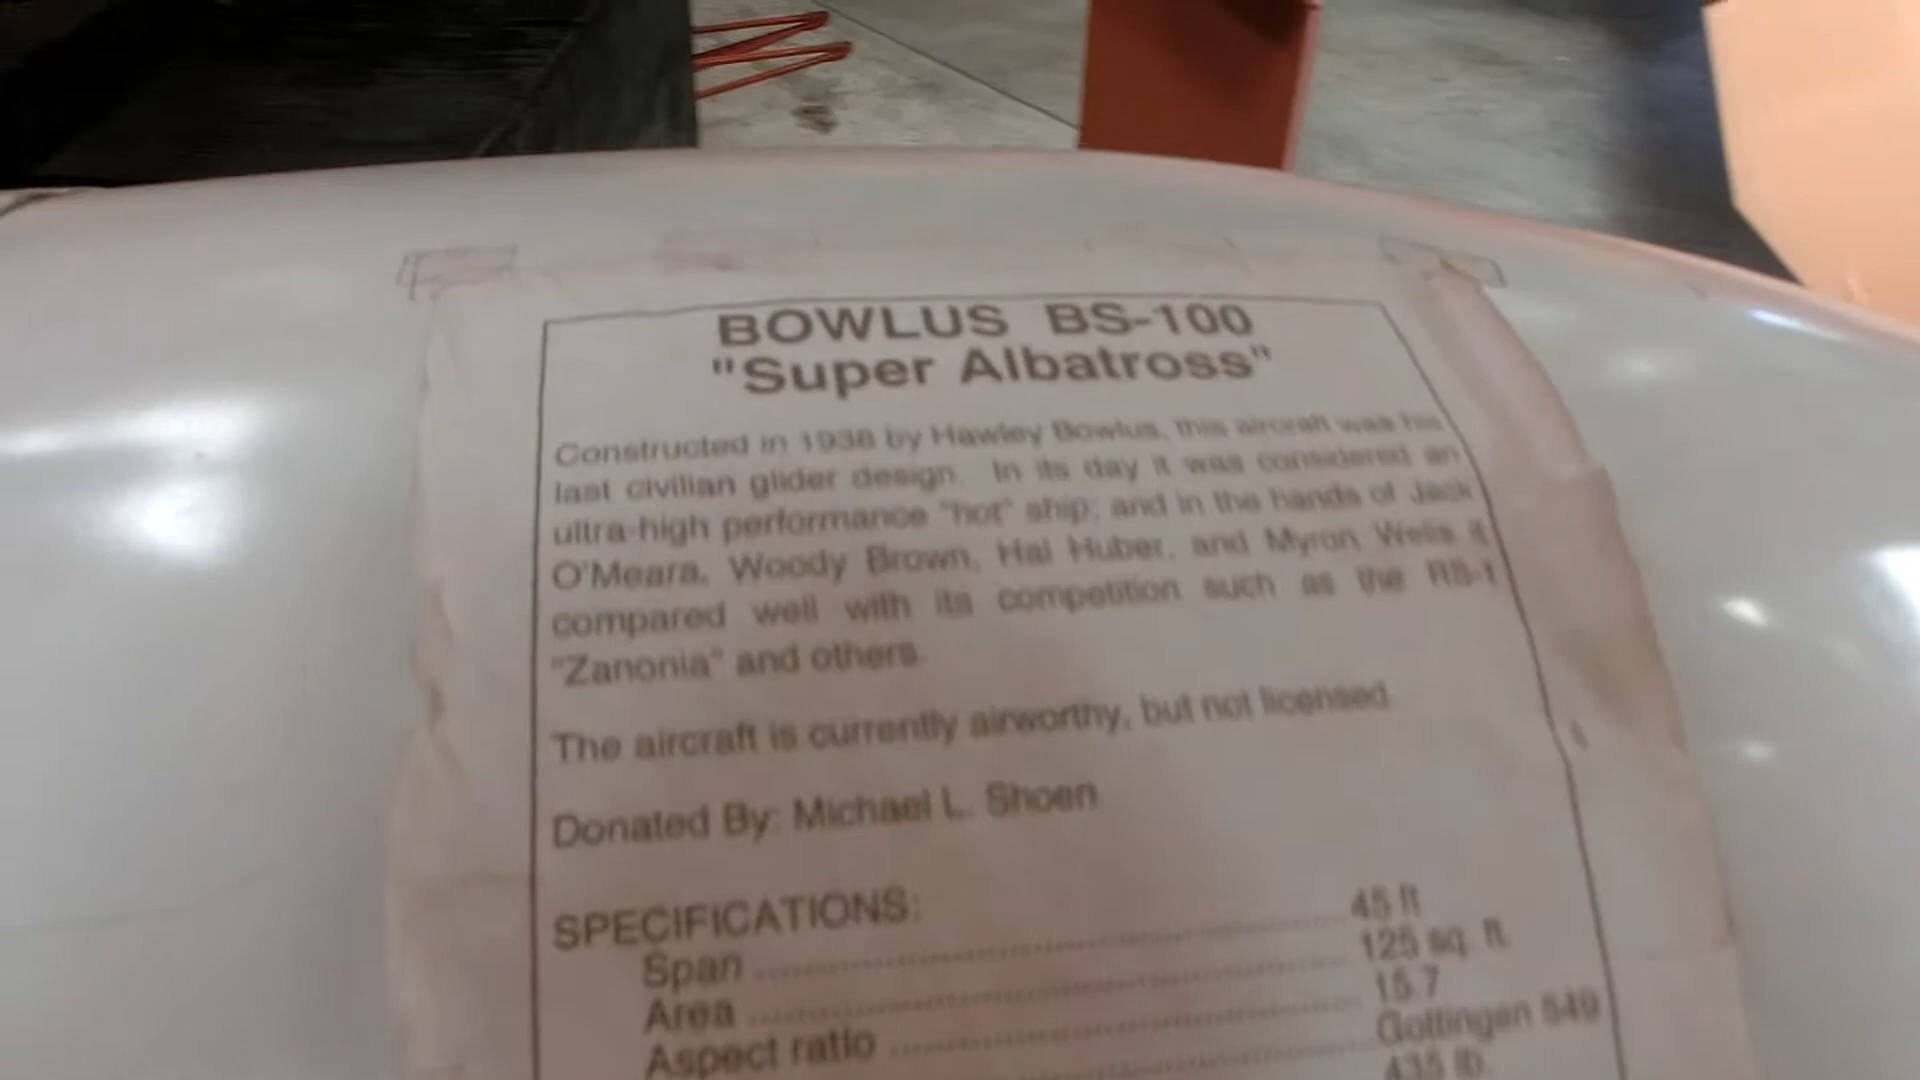 BOWLUS BS-100
"Super Albatross"
Constructed in 1938 by Hawley Bowlus, this aircraft was his
last civilian glider design. In its day it was considered an
ultra-high performance "hot" ship; and in the hands of Jack
O'Meara, Woody Brown, Hal Huber, and Myron Wells it
compared well with its competition such as the RS-1
"Zanonia" and others.
The aircraft is currently airworthy, but not licensed.
Donated By: Michael L. Shoen
SPECIFICATIONS:
Span 45 ft
Area 125 sq. ft.
Aspect ratio 15.7
Gottingen 549
435 lb.